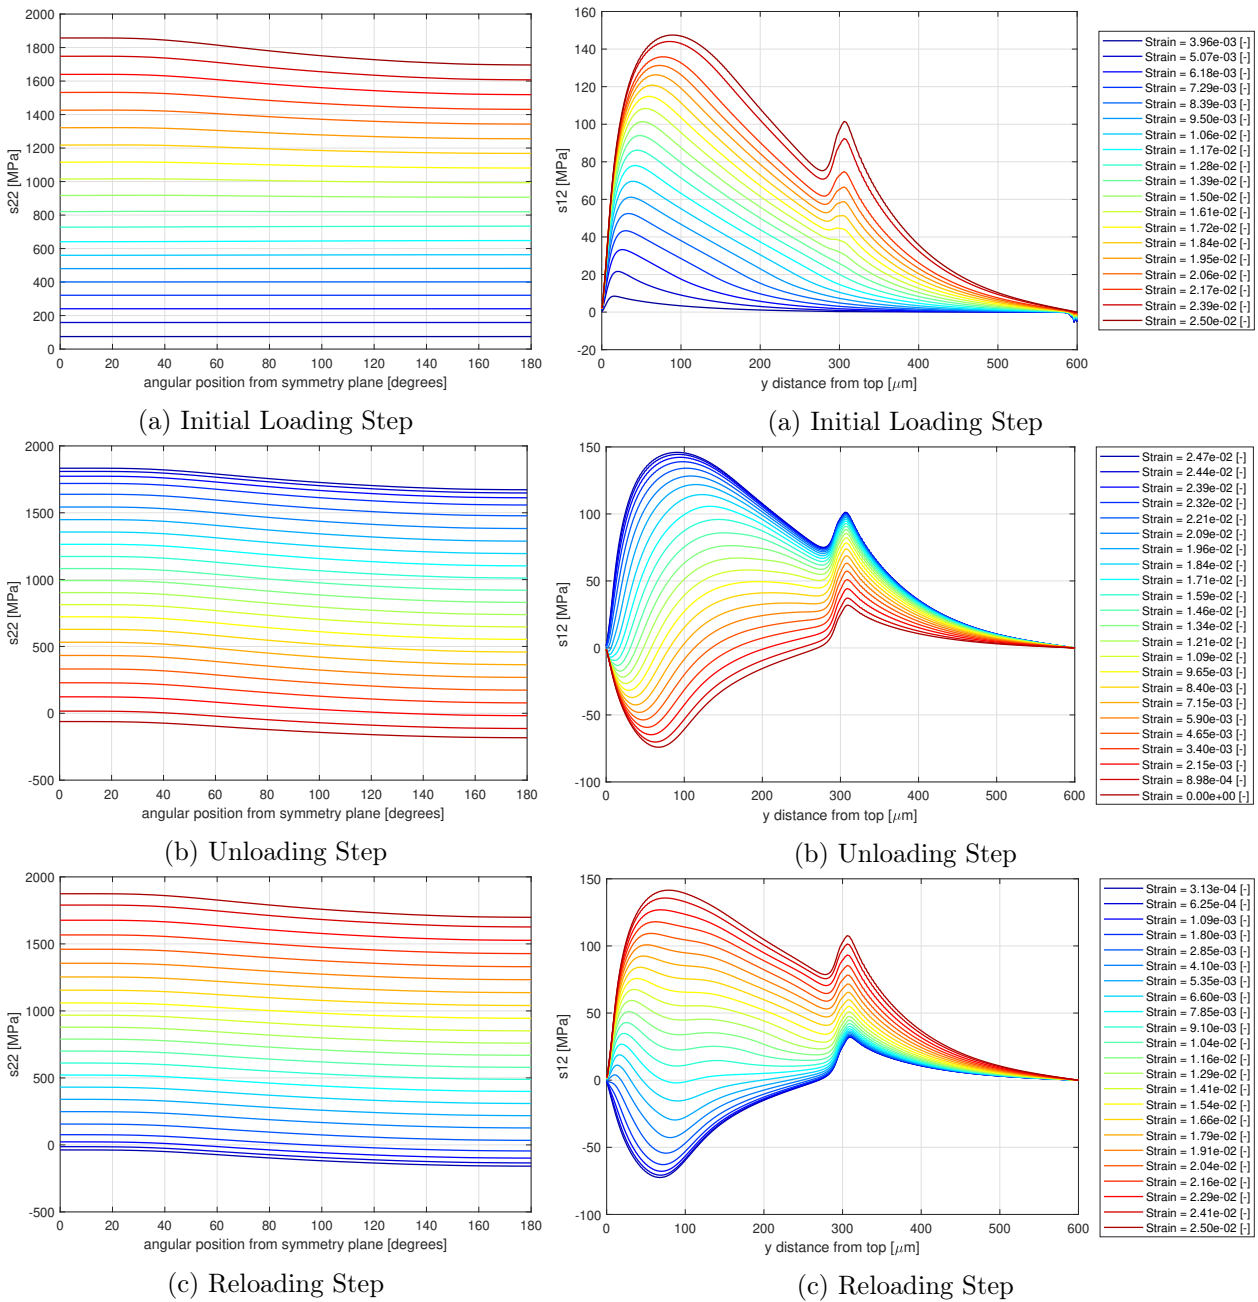 2000
1800
1600
1400
1200
1000
800
600
400
200
0
s22 [MPa]
0 20 40 60 80 100 120 140 160 180
angular position from symmetry plane [degrees]
(a) Initial Loading Step
160
140
120
100
80
60
40
20
0
-20
s12 [MPa]
0 100 200 300 400 500 600
y distance from top [μm]
(a) Initial Loading Step
Strain = 3.96e-03 [-]
Strain = 5.07e-03 [-]
Strain = 6.18e-03 [-]
Strain = 7.29e-03 [-]
Strain = 8.39e-03 [-]
Strain = 9.50e-03 [-]
Strain = 1.06e-02 [-]
Strain = 1.17e-02 [-]
Strain = 1.28e-02 [-]
Strain = 1.39e-02 [-]
Strain = 1.50e-02 [-]
Strain = 1.61e-02 [-]
Strain = 1.72e-02 [-]
Strain = 1.84e-02 [-]
Strain = 1.95e-02 [-]
Strain = 2.06e-02 [-]
Strain = 2.17e-02 [-]
Strain = 2.39e-02 [-]
Strain = 2.50e-02 [-]
2000
1500
1000
500
0
-500
s22 [MPa]
0 20 40 60 80 100 120 140 160 180
angular position from symmetry plane [degrees]
(b) Unloading Step
150
100
50
0
-50
-100
s12 [MPa]
0 100 200 300 400 500 600
y distance from top [μm]
(b) Unloading Step
Strain = 2.47e-02 [-]
Strain = 2.44e-02 [-]
Strain = 2.39e-02 [-]
Strain = 2.32e-02 [-]
Strain = 2.21e-02 [-]
Strain = 2.09e-02 [-]
Strain = 1.96e-02 [-]
Strain = 1.84e-02 [-]
Strain = 1.71e-02 [-]
Strain = 1.59e-02 [-]
Strain = 1.46e-02 [-]
Strain = 1.34e-02 [-]
Strain = 1.21e-02 [-]
Strain = 1.09e-02 [-]
Strain = 9.65e-03 [-]
Strain = 8.40e-03 [-]
Strain = 7.15e-03 [-]
Strain = 5.90e-03 [-]
Strain = 4.65e-03 [-]
Strain = 3.40e-03 [-]
Strain = 2.15e-03 [-]
Strain = 8.98e-04 [-]
Strain = 0.00e+00 [-]
2000
1500
1000
500
0
-500
s22 [MPa]
0 20 40 60 80 100 120 140 160 180
angular position from symmetry plane [degrees]
(c) Reloading Step
150
100
50
0
-50
-100
s12 [MPa]
0 100 200 300 400 500 600
y distance from top [μm]
(c) Reloading Step
Strain = 3.13e-04 [-]
Strain = 6.25e-04 [-]
Strain = 1.09e-03 [-]
Strain = 1.80e-03 [-]
Strain = 2.85e-03 [-]
Strain = 4.10e-03 [-]
Strain = 5.35e-03 [-]
Strain = 6.60e-03 [-]
Strain = 7.85e-03 [-]
Strain = 9.10e-03 [-]
Strain = 1.04e-02 [-]
Strain = 1.16e-02 [-]
Strain = 1.29e-02 [-]
Strain = 1.41e-02 [-]
Strain = 1.54e-02 [-]
Strain = 1.66e-02 [-]
Strain = 1.79e-02 [-]
Strain = 1.91e-02 [-]
Strain = 2.04e-02 [-]
Strain = 2.16e-02 [-]
Strain = 2.29e-02 [-]
Strain = 2.41e-02 [-]
Strain = 2.50e-02 [-]